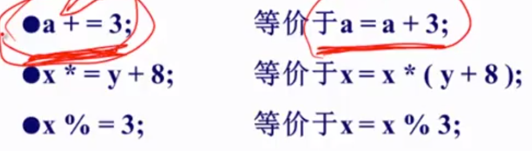 ●a + = 3; 等价于a = a + 3;
●x * = y + 8; 等价于x = x * ( y + 8 );
●x % = 3; 等价于x = x % 3;